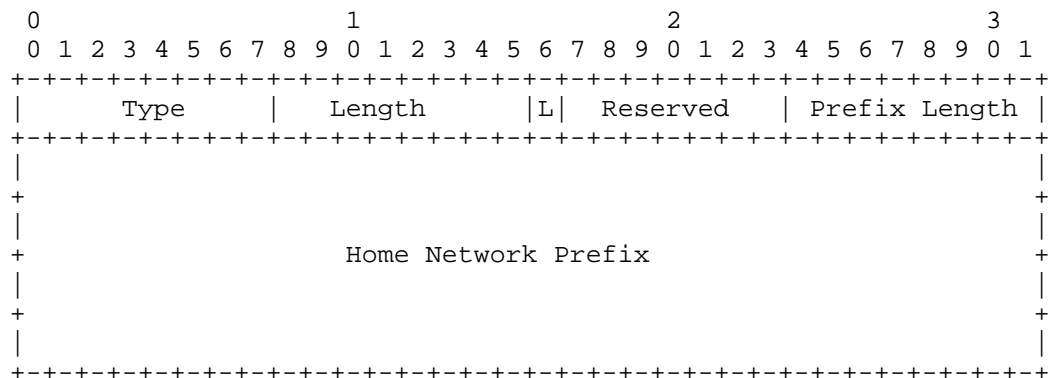 0                   1                   2                   3
 0 1 2 3 4 5 6 7 8 9 0 1 2 3 4 5 6 7 8 9 0 1 2 3 4 5 6 7 8 9 0 1
+-+-+-+-+-+-+-+-+-+-+-+-+-+-+-+-+-+-+-+-+-+-+-+-+-+-+-+-+-+-+-+-+
|      Type     |   Length      |L|  Reserved   | Prefix Length |
+-+-+-+-+-+-+-+-+-+-+-+-+-+-+-+-+-+-+-+-+-+-+-+-+-+-+-+-+-+-+-+-+
|                                                               |
+                                                               +
|                                                               |
+                    Home Network Prefix                        +
|                                                               |
+                                                               +
|                                                               |
+-+-+-+-+-+-+-+-+-+-+-+-+-+-+-+-+-+-+-+-+-+-+-+-+-+-+-+-+-+-+-+-+